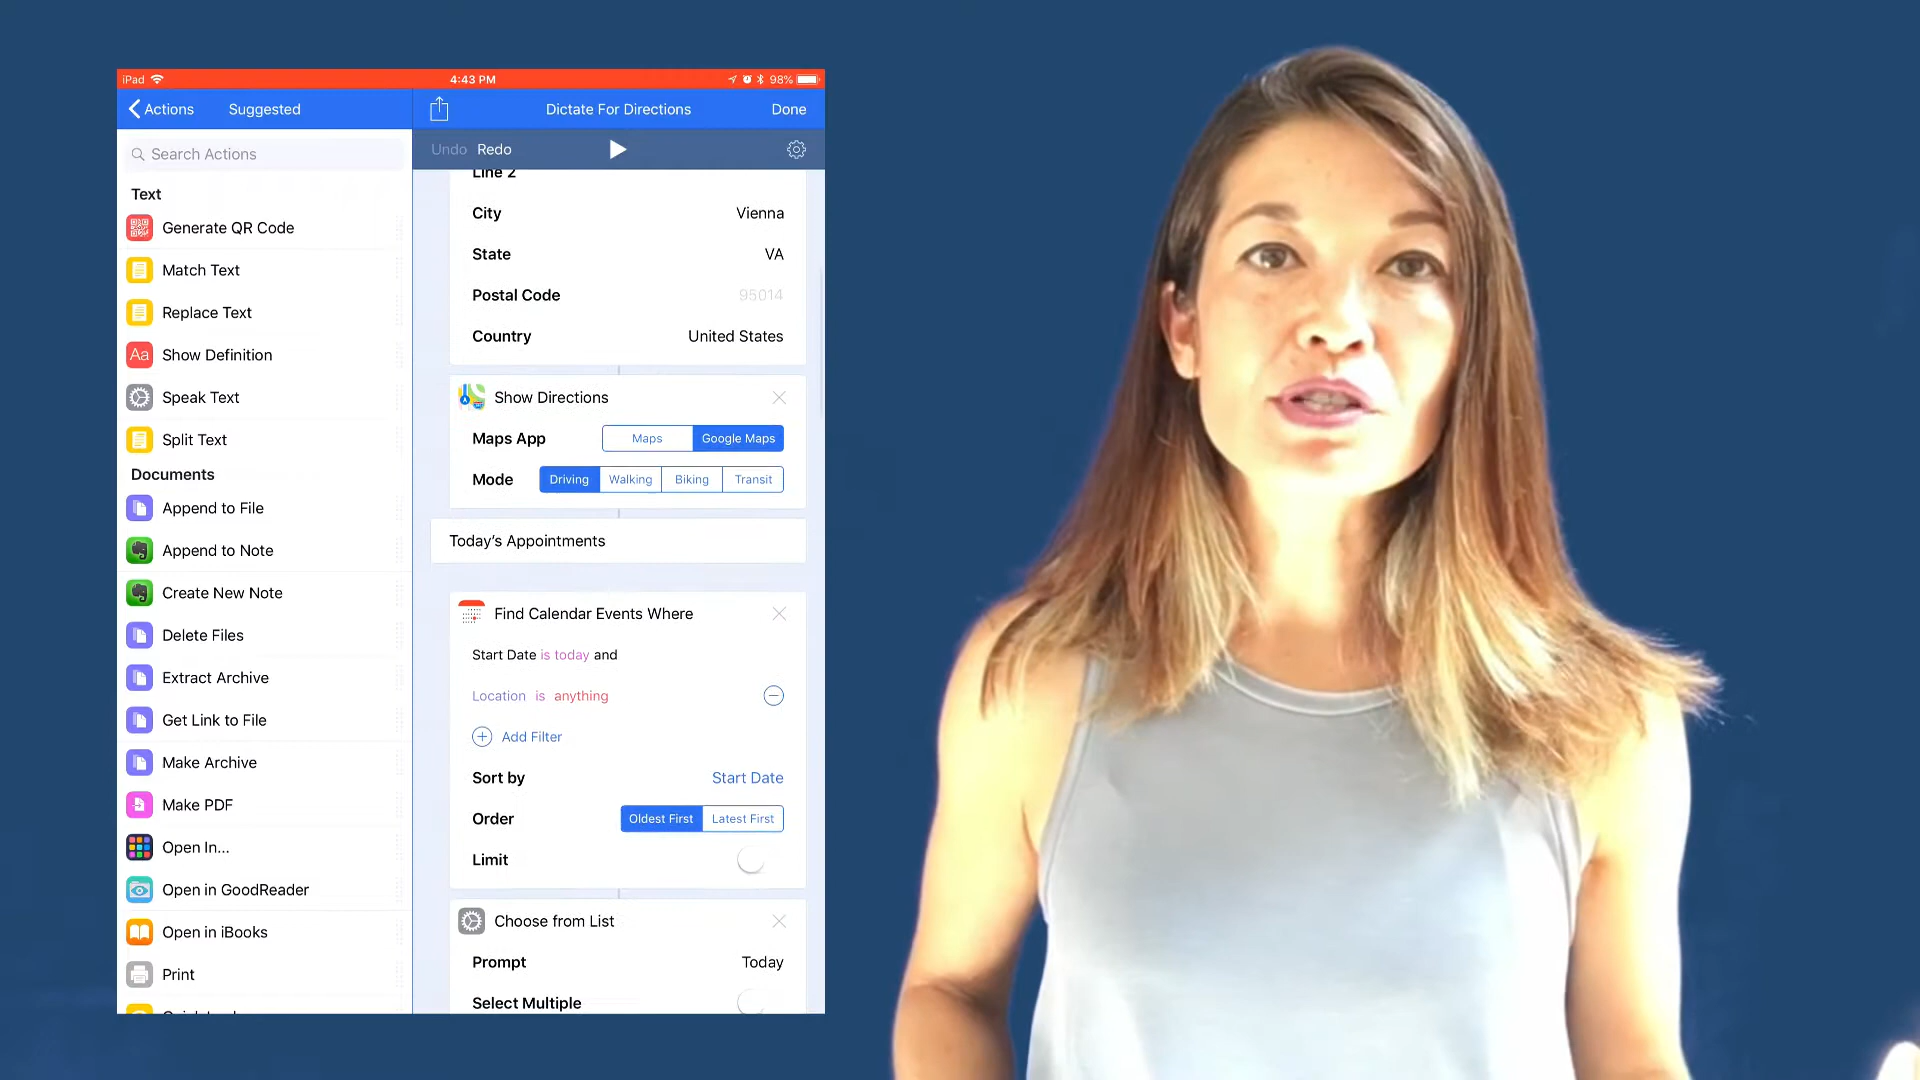 iPad 4:43 PM 98%
Actions Suggested Dictate For Directions Done
Search Actions
Text
Generate QR Code
Match Text
Replace Text
Aa Show Definition
Speak Text
Split Text
Documents
Append to File
Append to Note
Create New Note
Delete Files
Extract Archive
Get Link to File
Make Archive
Make PDF
Open In...
Open in GoodReader
Open in iBooks
Print
Undo Redo
Line 2
City Vienna
State VA
Postal Code 95014
Country United States
Show Directions
Maps App Maps Google Maps
Mode Driving Walking Biking Transit
Today's Appointments
Find Calendar Events Where
Start Date is today and
Location is anything
Add Filter
Sort by Start Date
Order Oldest First Latest First
Limit
Choose from List
Prompt Today
Select Multiple